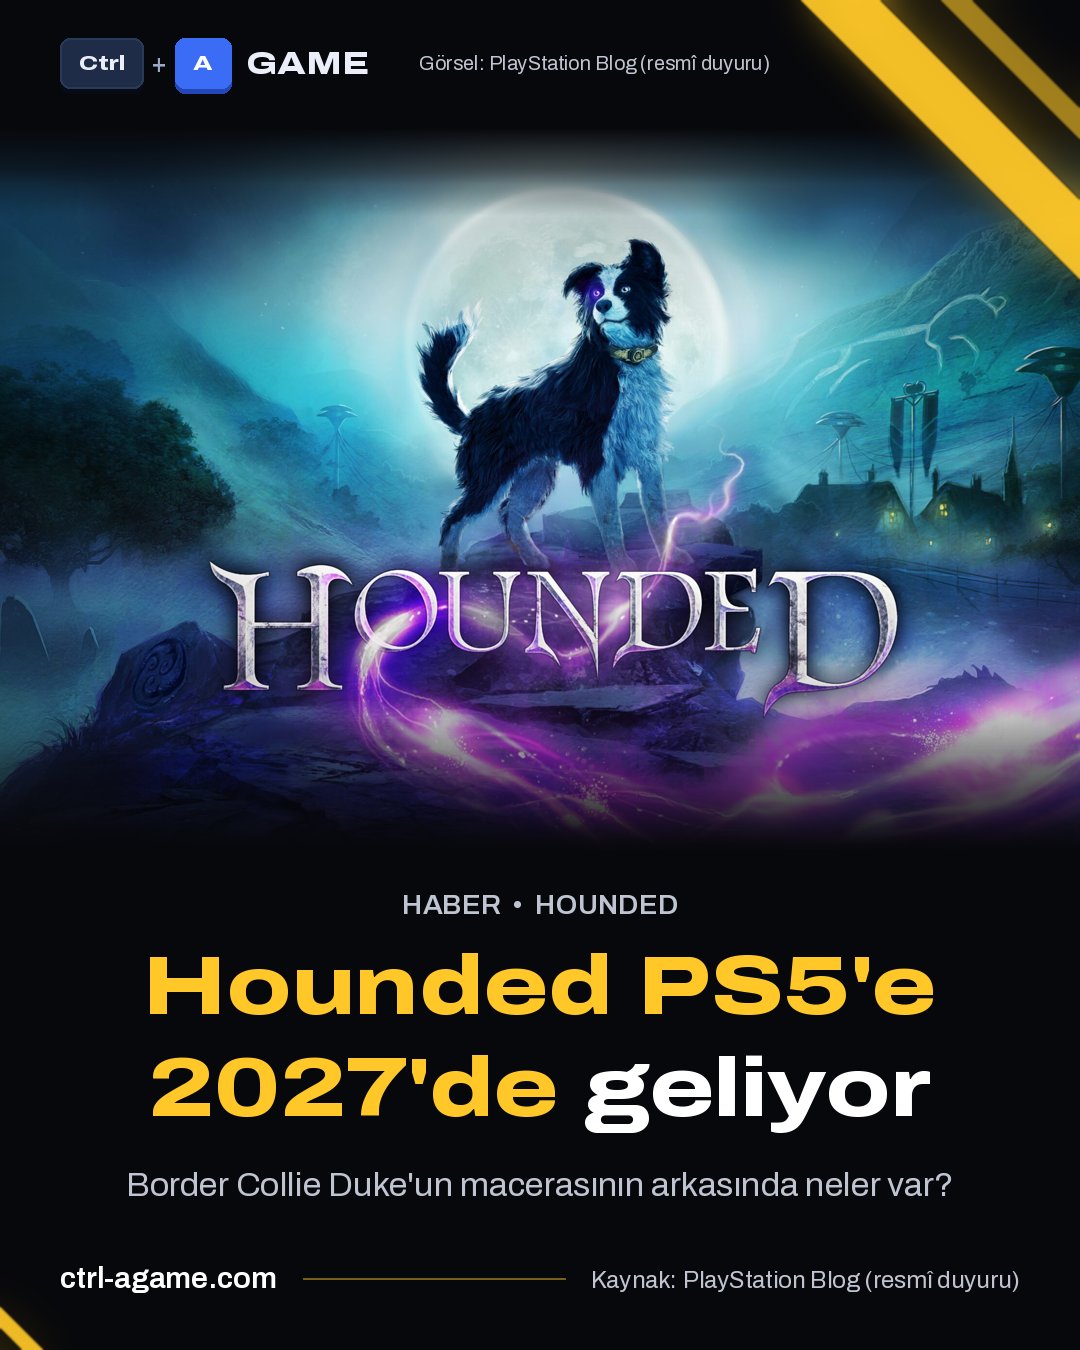 Ctrl + A GAME
Görsel: PlayStation Blog (resmî duyuru)
HOUNDED
HABER • HOUNDED
Hounded PS5'e
2027'de geliyor
Border Collie Duke'un macerasının arkasında neler var?
ctrl-agame.com
Kaynak: PlayStation Blog (resmî duyuru)